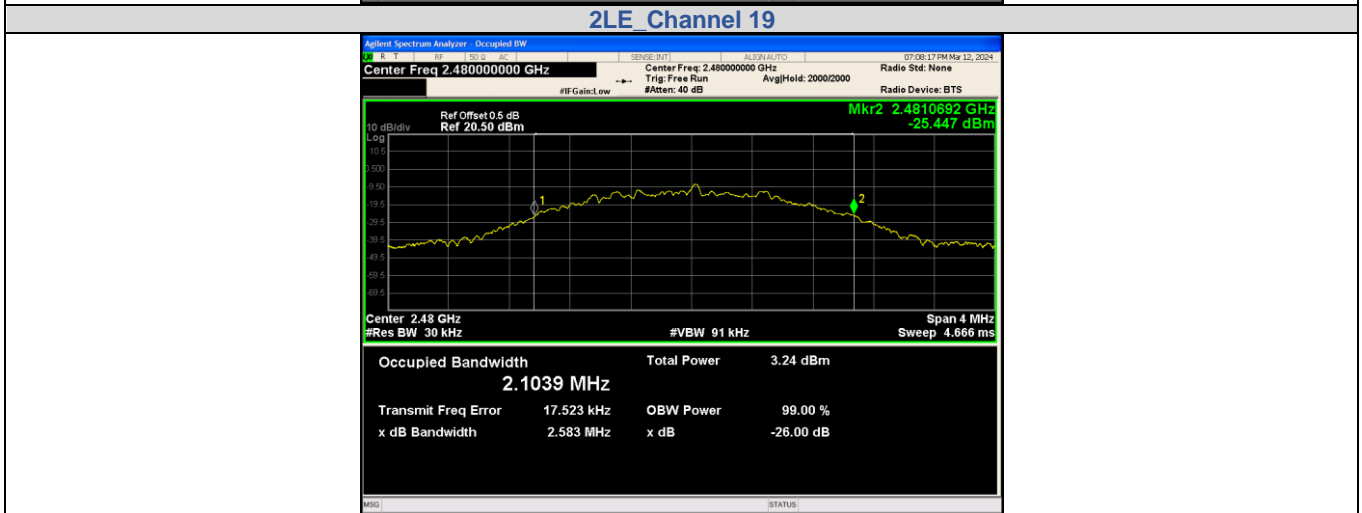 2LE_Channel 19
Agilent Spectrum Analyzer - Occupied BW
R T RF 50 Ω AC SENSE:INT ALIGN AUTO 07:08:17 PM Mar 12, 2024
Center Freq 2.480000000 GHz Center Freq: 2.480000000 GHz Radio Std: None
Trig: Free Run Avg|Hold: 2000/2000
#IFGain:Low #Atten: 40 dB Radio Device: BTS
Mkr2 2.4810692 GHz
Ref Offset 0.5 dB -25.447 dBm
10 dB/div Ref 20.50 dBm
Log
10.5
0.500
-9.50
-19.5 1 2
-29.5
-39.5
-49.5
-59.5
-69.5
Center 2.48 GHz Span 4 MHz
#Res BW 30 kHz #VBW 91 kHz Sweep 4.666 ms
Occupied Bandwidth Total Power 3.24 dBm
2.1039 MHz
Transmit Freq Error 17.523 kHz OBW Power 99.00 %
x dB Bandwidth 2.583 MHz x dB -26.00 dB
MSG STATUS